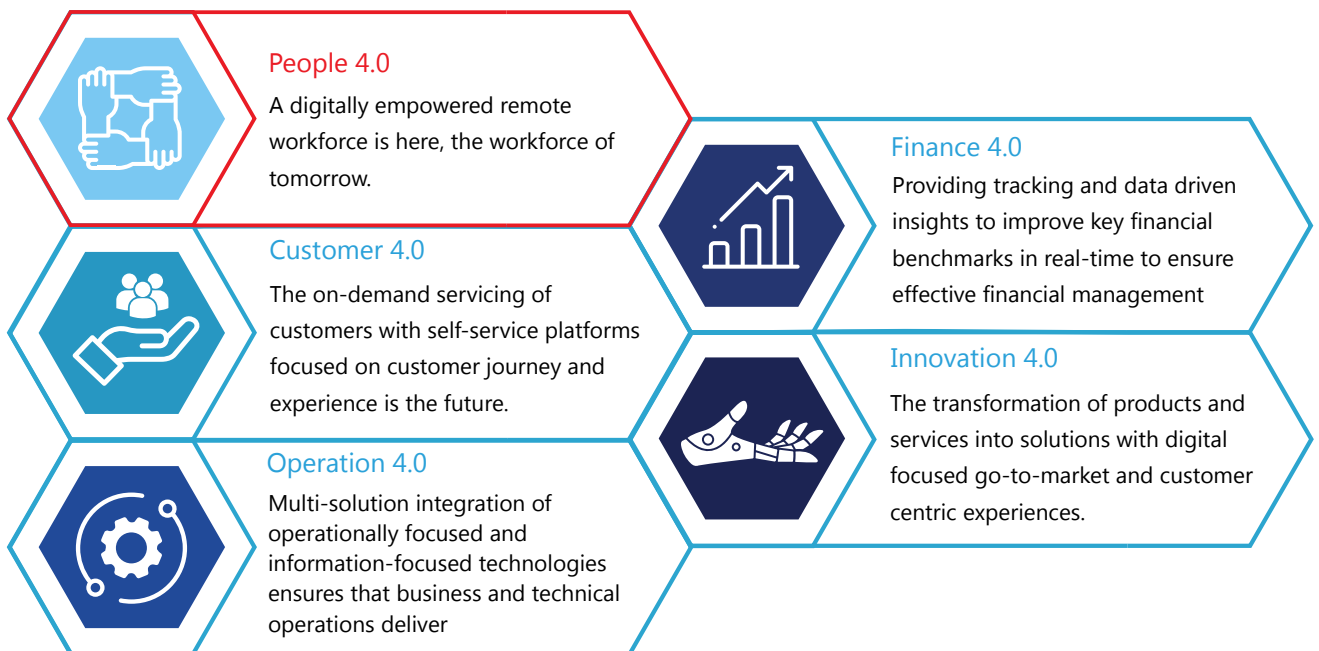 People 4.0
A digitally empowered remote
workforce is here, the workforce of
tomorrow.
Customer 4.0
The on-demand servicing of
customers with self-service platforms
focused on customer journey and
experience is the future.
Operation 4.0
Multi-solution integration of
operationally focused and
information-focused technologies
ensures that business and technical
operations deliver
Finance 4.0
Providing tracking and data driven
insights to improve key financial
benchmarks in real-time to ensure
effective financial management
Innovation 4.0
The transformation of products and
services into solutions with digital
focused go-to-market and customer
centric experiences.